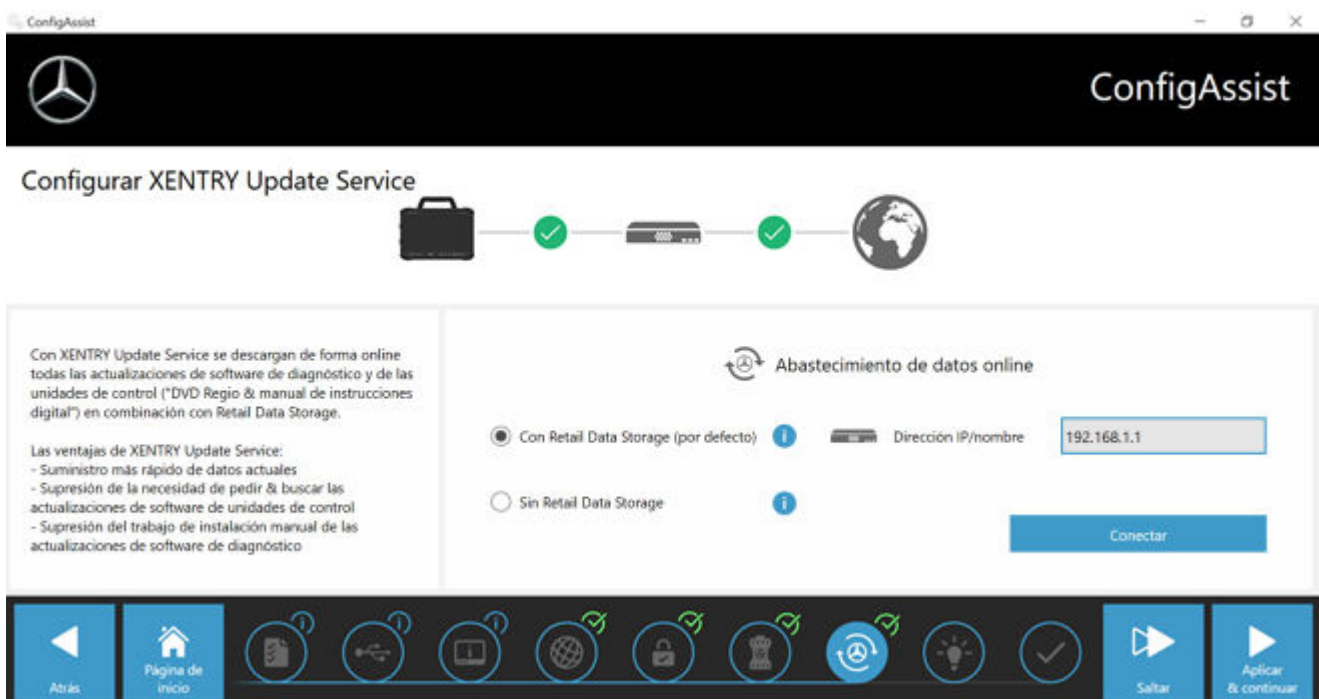 ConfigAssist
ConfigAssist
Configurar XENTRY Update Service
Con XENTRY Update Service se descargan de forma online
todas las actualizaciones de software de diagnóstico y de las
unidades de control ("DVD Regio & manual de instrucciones
digital") en combinación con Retail Data Storage.
Las ventajas de XENTRY Update Service:
- Suministro más rápido de datos actuales
- Supresión de la necesidad de pedir & buscar las
actualizaciones de software de unidades de control
- Supresión del trabajo de instalación manual de las
actualizaciones de software de diagnóstico
Abastecimiento de datos online
Con Retail Data Storage (por defecto)
Dirección IP/nombre
192.168.1.1
Sin Retail Data Storage
Conectar
Atrás
Página de
inicio
Saltar
Aplicar
& continuar